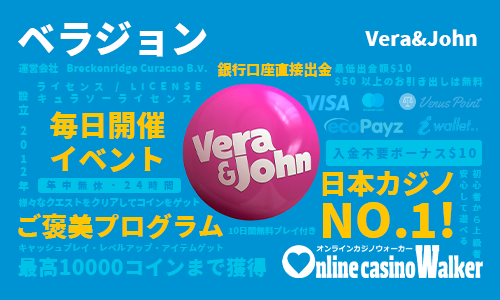 ベラジョン
Vera&John
運営会社 Breckenridge Curacao B.V.
銀行口座直接出金
最低出金額$10
$50 以上のお引き出しは無料
ライセンス / LICENSE
キュラソーライセンス
設立 2012年
VISA
Venus Point
毎日開催
イベント
ecoPayz
iwallet..
Vera
&John
入金不要ボーナス$10
年中無休・24時間
日本カジノ
NO.1!
様々なクエストをクリアしてコインをゲット
ご褒美プログラム
10日間無料プレイ付き
キャッシュプレイ・レベルアップ・アイテムゲット
最高10000コインまで獲得
オンラインカジノウォーカー
Online casino Walker